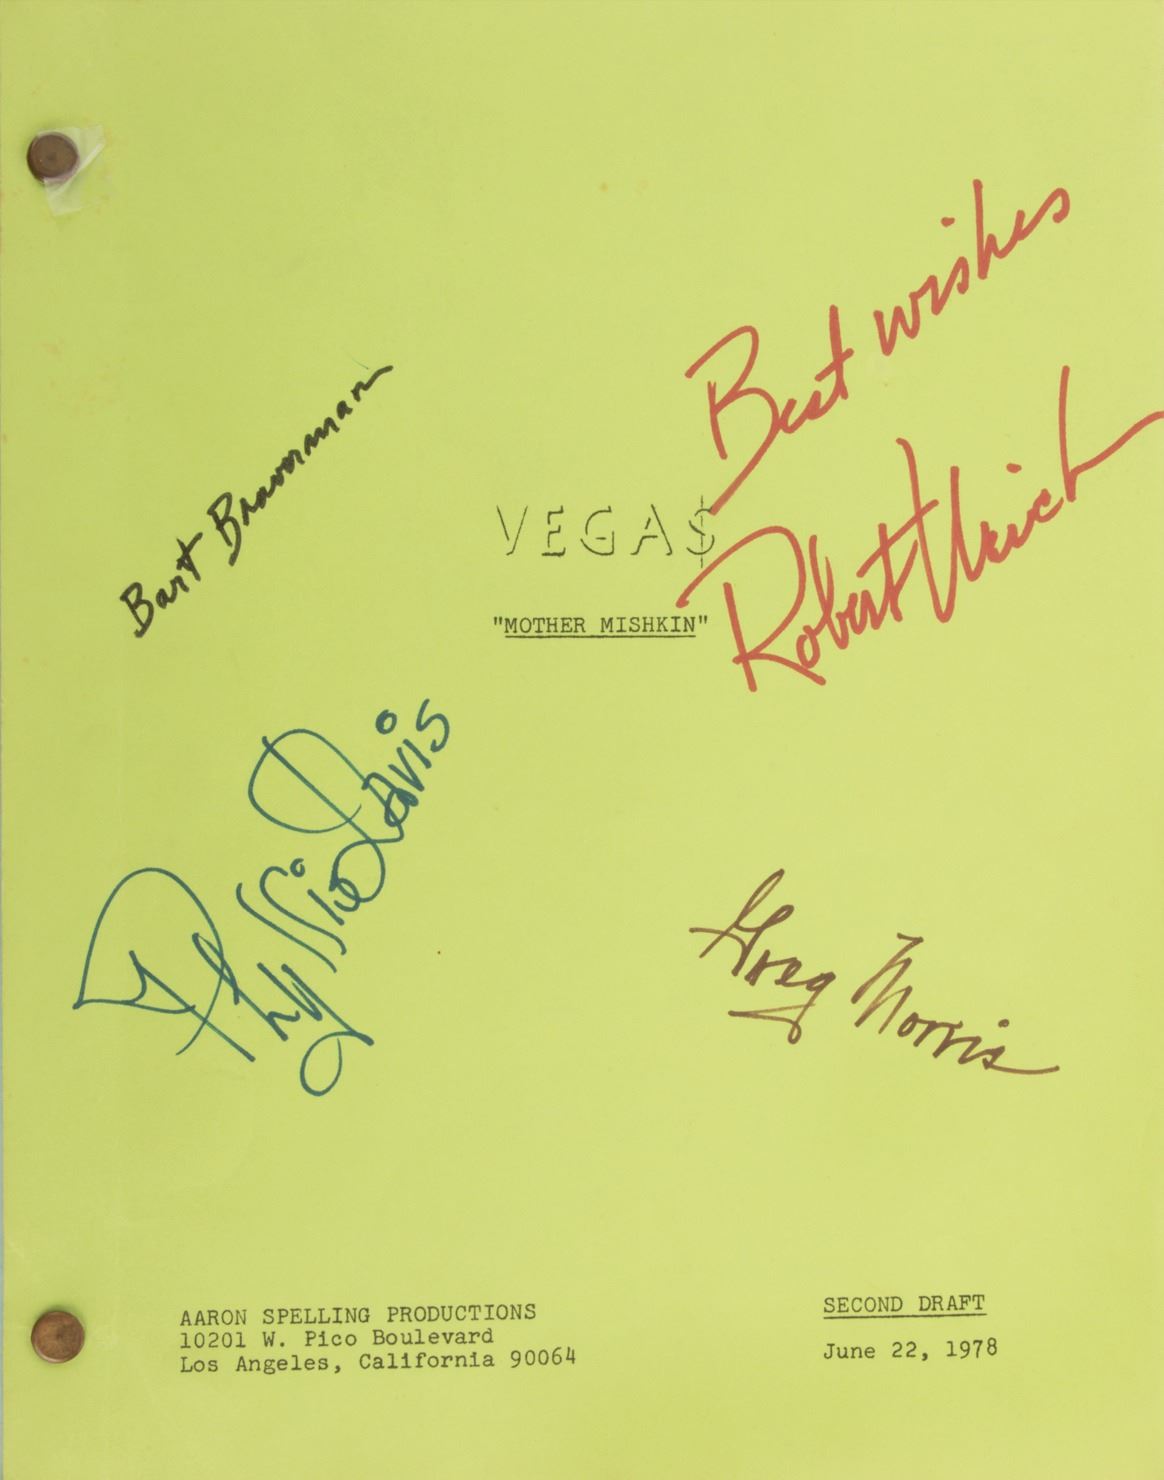 Best wishes
Robert Urich
Bart Braverman
VEGA$
"MOTHER MISHKIN"
Phyllis Davis
Greg Morris
AARON SPELLING PRODUCTIONS
10201 W. Pico Boulevard
Los Angeles, California 90064
SECOND DRAFT
June 22, 1978